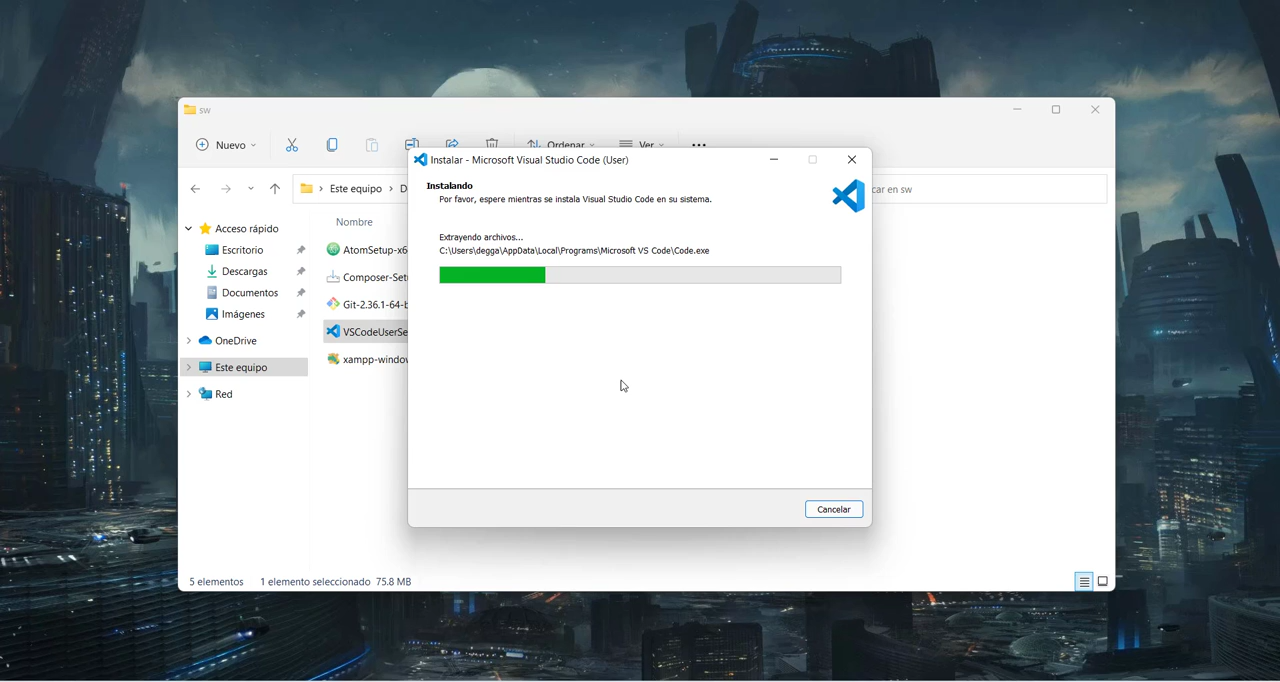 sw
Nuevo
Ordenar
Ver
Instalar - Microsoft Visual Studio Code (User)
Instalando
Por favor, espere mientras se instala Visual Studio Code en su sistema.
Este equipo
car en sw
Acceso rápido
Nombre
Extrayendo archivos...
C:\Users\degga\AppData\Local\Programs\Microsoft VS Code\Code.exe
Escritorio
AtomSetup-x6
Descargas
Composer-Set
Documentos
Git-2.36.1-64-b
Imágenes
VSCodeUserSe
OneDrive
xampp-window
Este equipo
Red
Cancelar
5 elementos 1 elemento seleccionado 75.8 MB